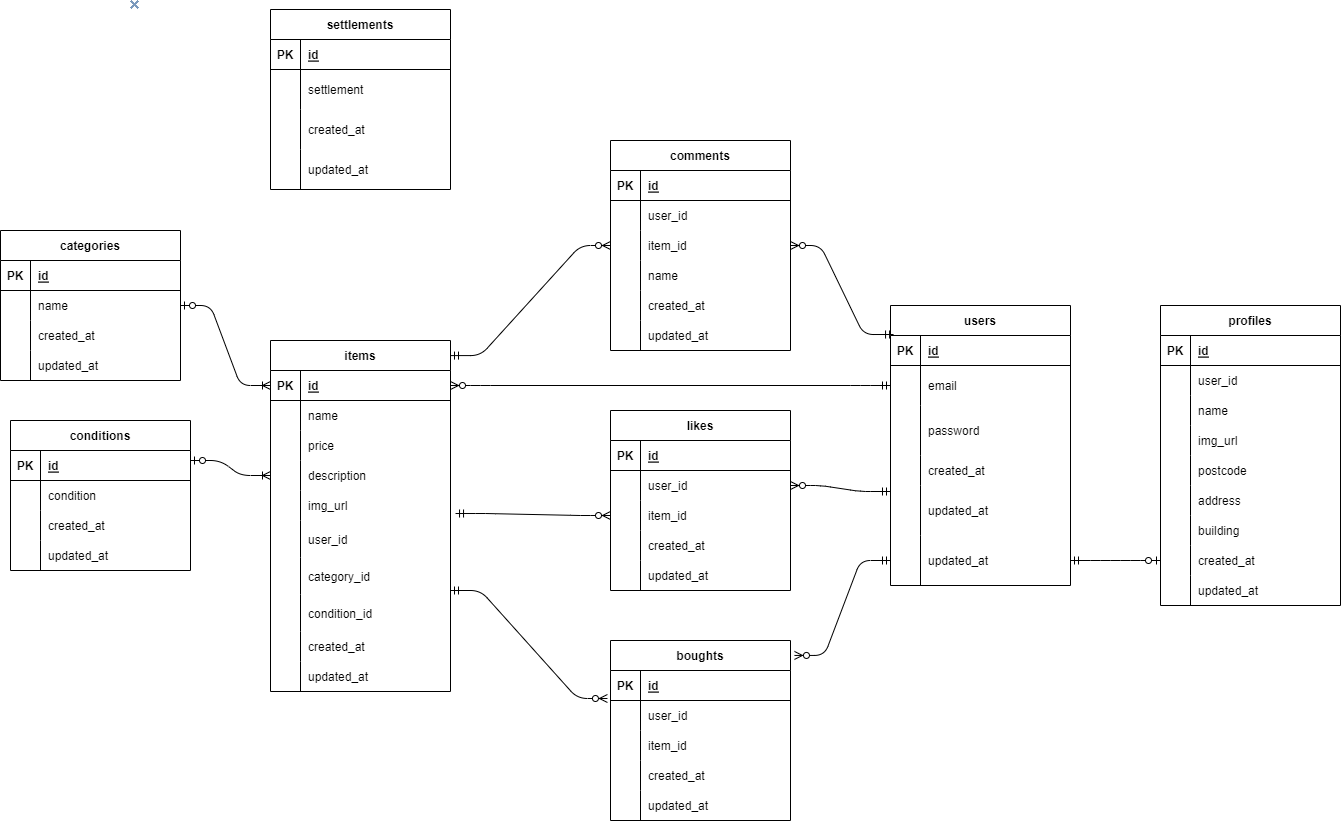 settlements
PK id
settlement
created_at
updated_at
comments
PK id
user_id
item_id
name
created_at
updated_at
categories
PK id
name
created_at
updated_at
conditions
PK id
condition
created_at
updated_at
items
PK id
name
price
description
img_url
user_id
category_id
condition_id
created_at
updated_at
likes
PK id
user_id
item_id
created_at
updated_at
boughts
PK id
user_id
item_id
created_at
updated_at
users
PK id
email
password
created_at
updated_at
updated_at
profiles
PK id
user_id
name
img_url
postcode
address
building
created_at
updated_at